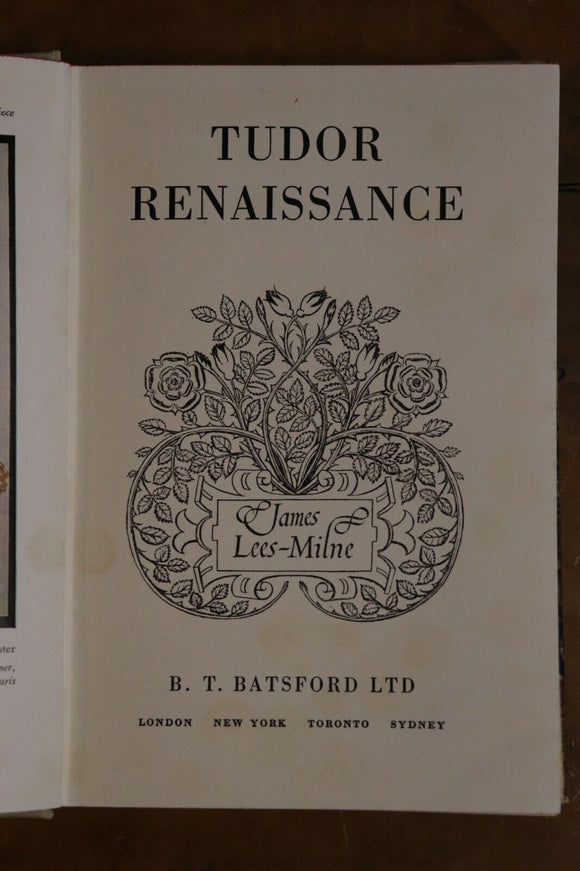 TUDOR
RENAISSANCE
James
Lees-Milne
B. T. BATSFORD LTD
LONDON NEW YORK TORONTO SYDNEY